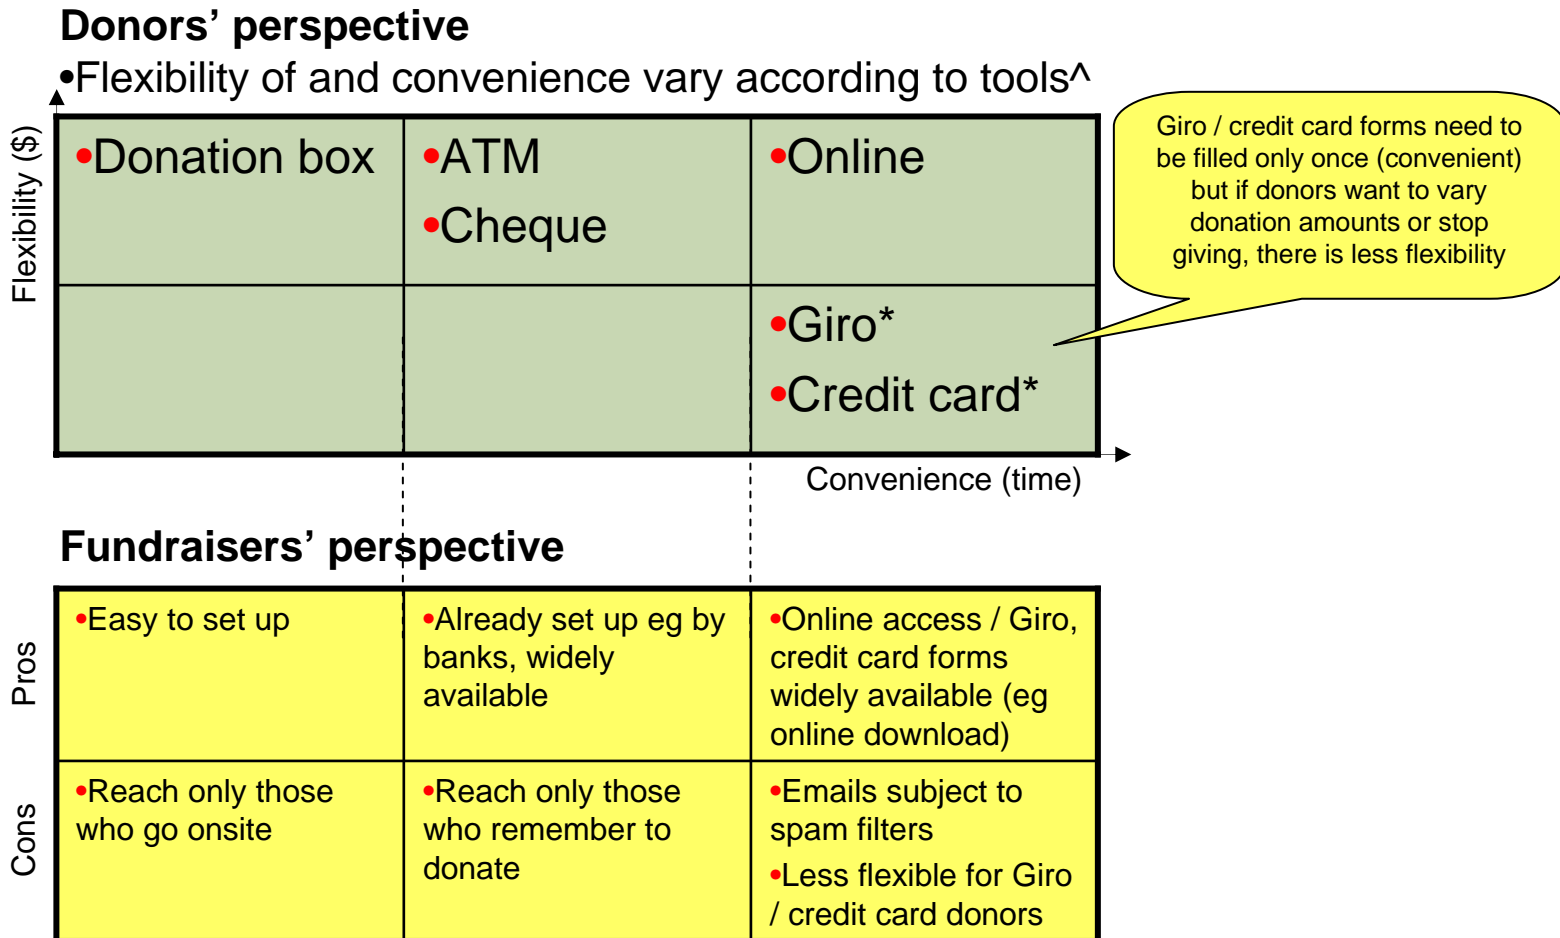 Donors’ perspective
•Flexibility of and convenience vary according to tools^
Flexibility ($)
•Donation box
•ATM
•Cheque
•Online
•Giro*
•Credit card*
Convenience (time)
Giro / credit card forms need to
be filled only once (convenient)
but if donors want to vary
donation amounts or stop
giving, there is less flexibility
Fundraisers’ perspective
Pros
•Easy to set up
•Already set up eg by
banks, widely
available
•Online access / Giro,
credit card forms
widely available (eg
online download)
Cons
•Reach only those
who go onsite
•Reach only those
who remember to
donate
•Emails subject to
spam filters
•Less flexible for Giro
/ credit card donors